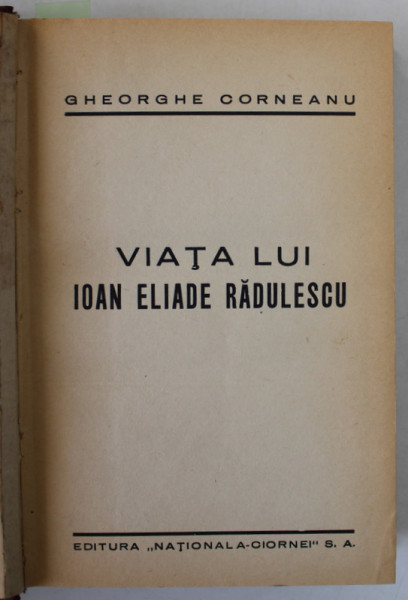 GHEORGHE CORNEANU
VIAŢA LUI
IOAN ELIADE RĂDULESCU
EDITURA „NAŢIONALA-CIORNEI“ S. A.